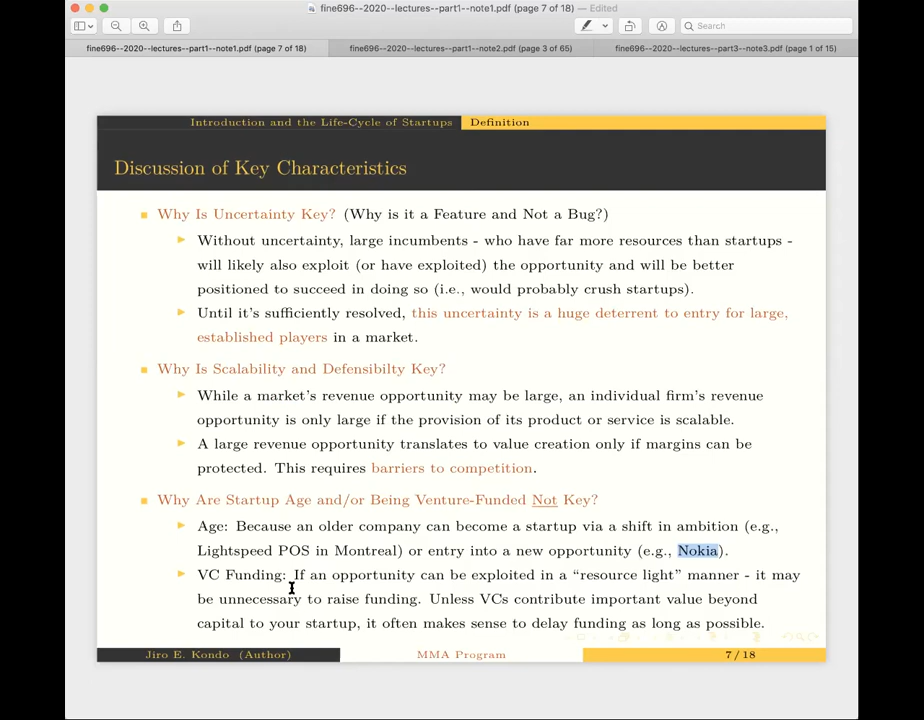 fine696--2020--lectures--part1--note1.pdf (page 7 of 18) — Edited
Search
fine696--2020--lectures--part1--note1.pdf (page 7 of 18)
fine696--2020--lectures--part1--note2.pdf (page 3 of 65)
fine696--2020--lectures--part3--note3.pdf (page 1 of 15)
Introduction and the Life-Cycle of Startups
Definition
Discussion of Key Characteristics
Why Is Uncertainty Key? (Why is it a Feature and Not a Bug?)
Without uncertainty, large incumbents - who have far more resources than startups -
will likely also exploit (or have exploited) the opportunity and will be better
positioned to succeed in doing so (i.e., would probably crush startups).
Until it's sufficiently resolved, this uncertainty is a huge deterrent to entry for large,
established players in a market.
Why Is Scalability and Defensibilty Key?
While a market's revenue opportunity may be large, an individual firm's revenue
opportunity is only large if the provision of its product or service is scalable.
A large revenue opportunity translates to value creation only if margins can be
protected. This requires barriers to competition.
Why Are Startup Age and/or Being Venture-Funded Not Key?
Age: Because an older company can become a startup via a shift in ambition (e.g.,
Lightspeed POS in Montreal) or entry into a new opportunity (e.g., Nokia).
VC Funding: If an opportunity can be exploited in a “resource light” manner - it may
be unnecessary to raise funding. Unless VCs contribute important value beyond
capital to your startup, it often makes sense to delay funding as long as possible.
Jiro E. Kondo (Author)
MMA Program
7 / 18